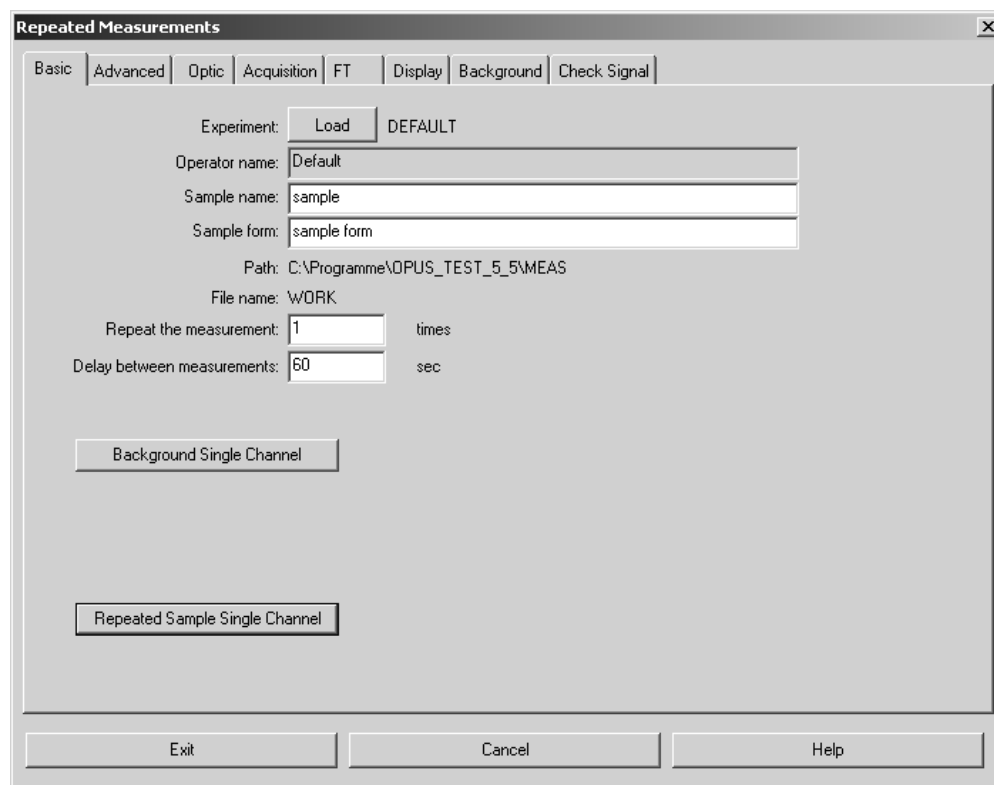 Repeated Measurements
Basic Advanced Optic Acquisition FT Display Background Check Signal
Experiment: Load DEFAULT
Operator name: Default
Sample name: sample
Sample form: sample form
Path: C:\Programme\OPUS_TEST_5_5\MEAS
File name: WORK
Repeat the measurement: 1 times
Delay between measurements: 60 sec
Background Single Channel
Repeated Sample Single Channel
Exit Cancel Help